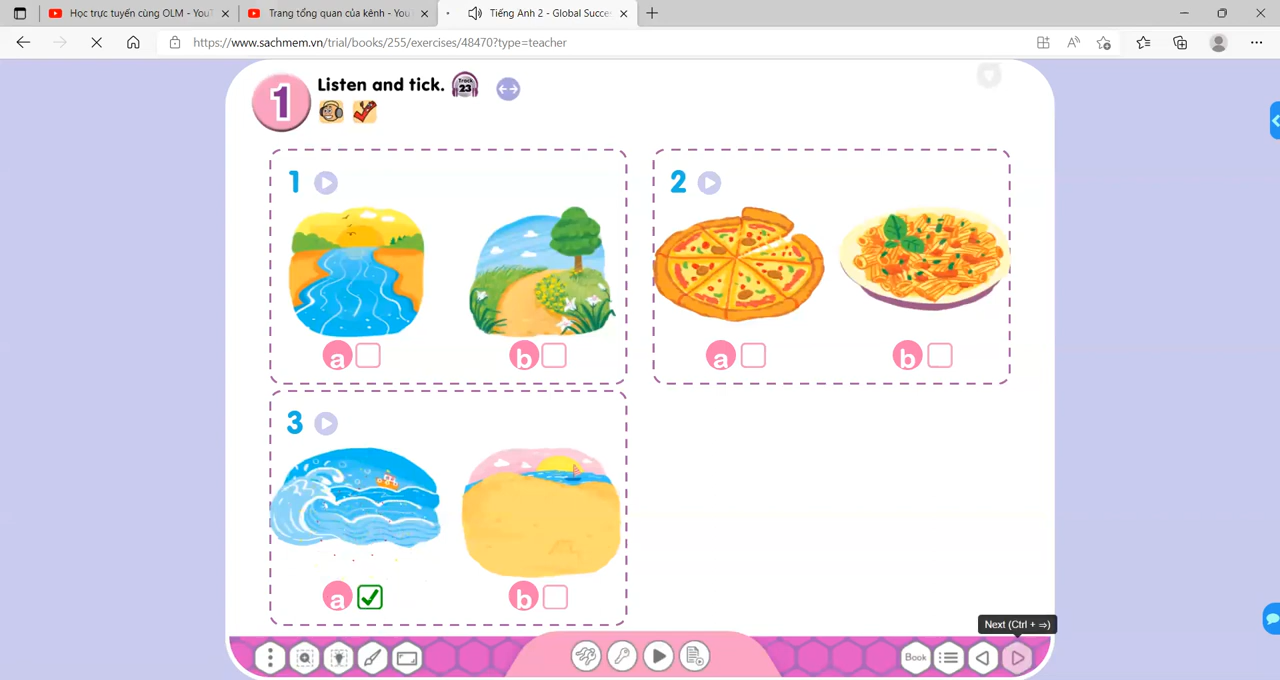 Học trực tuyến cùng OLM - YouT
Trang tổng quan của kênh - You
Tiếng Anh 2 - Global Succes
https://www.sachmem.vn/trial/books/255/exercises/48470?type=teacher
1 Listen and tick. Track 23
1
2
a
b
a
b
3
a
b
Next (Ctrl + ⇒)
Book